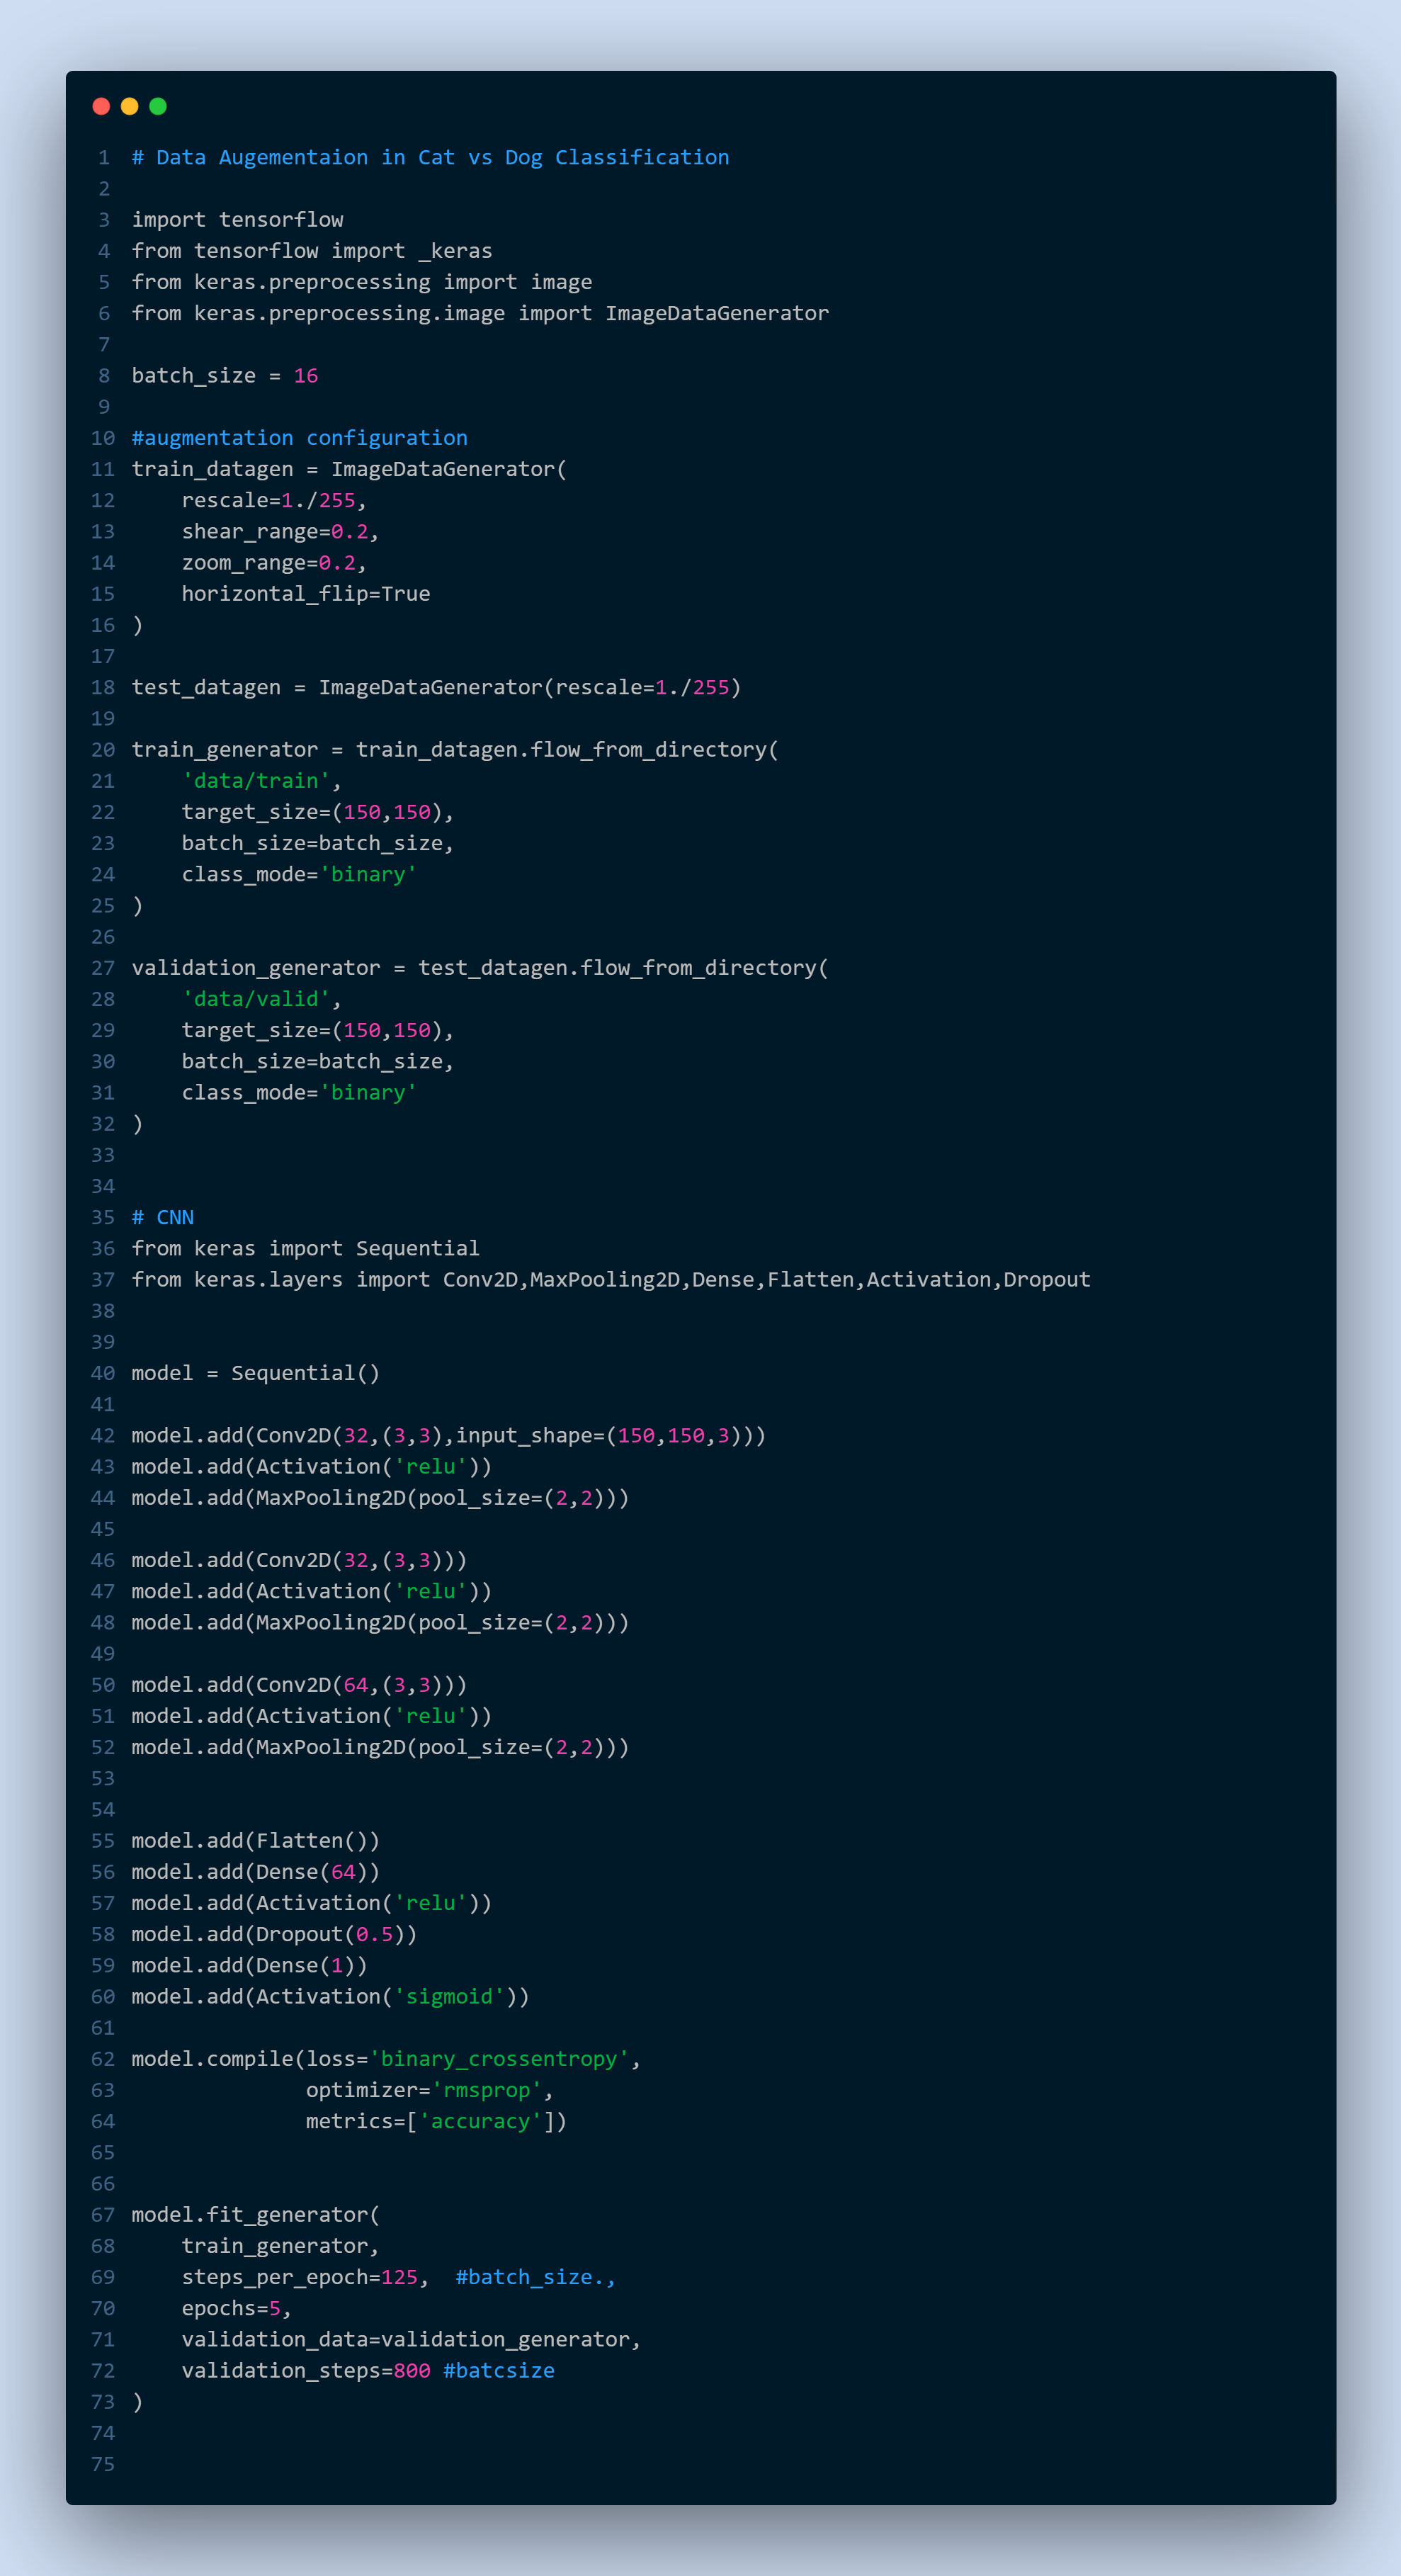 1 # Data Augementaion in Cat vs Dog Classification
2
3 import tensorflow
4 from tensorflow import _keras
5 from keras.preprocessing import image
6 from keras.preprocessing.image import ImageDataGenerator
7
8 batch_size = 16
9
10 #augmentation configuration
11 train_datagen = ImageDataGenerator(
12     rescale=1./255,
13     shear_range=0.2,
14     zoom_range=0.2,
15     horizontal_flip=True
16 )
17
18 test_datagen = ImageDataGenerator(rescale=1./255)
19
20 train_generator = train_datagen.flow_from_directory(
21     'data/train',
22     target_size=(150,150),
23     batch_size=batch_size,
24     class_mode='binary'
25 )
26
27 validation_generator = test_datagen.flow_from_directory(
28     'data/valid',
29     target_size=(150,150),
30     batch_size=batch_size,
31     class_mode='binary'
32 )
33
34
35 # CNN
36 from keras import Sequential
37 from keras.layers import Conv2D,MaxPooling2D,Dense,Flatten,Activation,Dropout
38
39
40 model = Sequential()
41
42 model.add(Conv2D(32,(3,3),input_shape=(150,150,3)))
43 model.add(Activation('relu'))
44 model.add(MaxPooling2D(pool_size=(2,2)))
45
46 model.add(Conv2D(32,(3,3)))
47 model.add(Activation('relu'))
48 model.add(MaxPooling2D(pool_size=(2,2)))
49
50 model.add(Conv2D(64,(3,3)))
51 model.add(Activation('relu'))
52 model.add(MaxPooling2D(pool_size=(2,2)))
53
54
55 model.add(Flatten())
56 model.add(Dense(64))
57 model.add(Activation('relu'))
58 model.add(Dropout(0.5))
59 model.add(Dense(1))
60 model.add(Activation('sigmoid'))
61
62 model.compile(loss='binary_crossentropy',
63               optimizer='rmsprop',
64               metrics=['accuracy'])
65
66
67 model.fit_generator(
68     train_generator,
69     steps_per_epoch=125,  #batch_size.,
70     epochs=5,
71     validation_data=validation_generator,
72     validation_steps=800 #batcsize
73 )
74
75